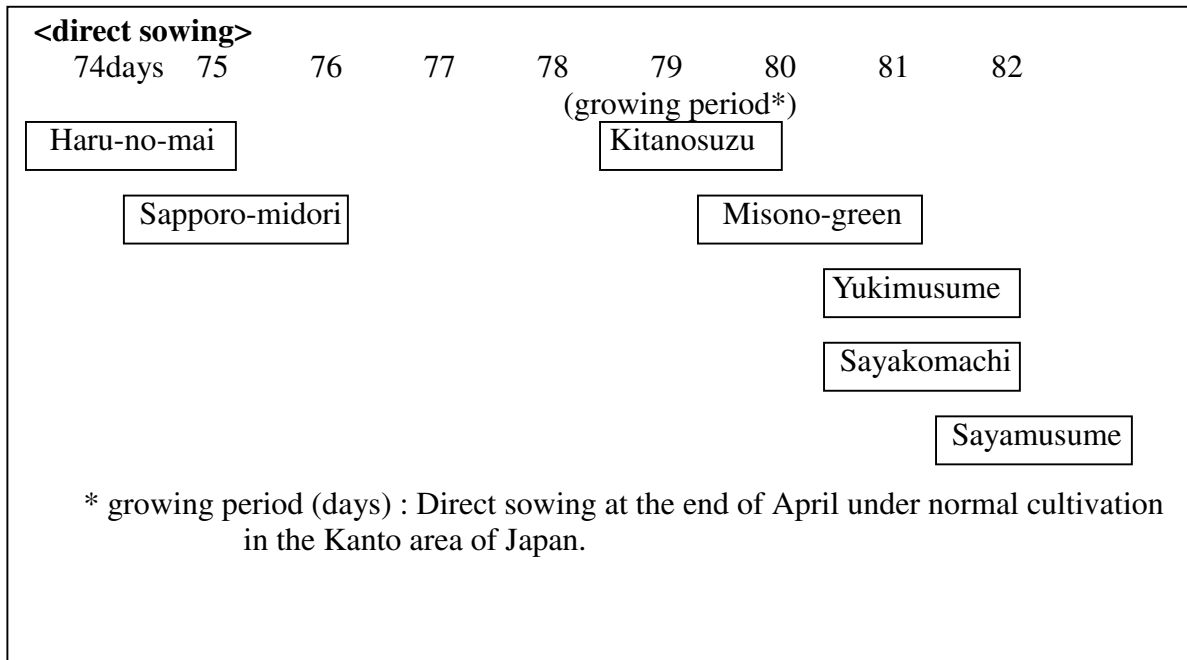 <direct sowing>
74days 75 76 77 78 79 80 81 82
(growing period*)
Haru-no-mai Kitanosuzu
Sapporo-midori Misono-green
Yukimusume
Sayakomachi
Sayamusume
* growing period (days) : Direct sowing at the end of April under normal cultivation
in the Kanto area of Japan.